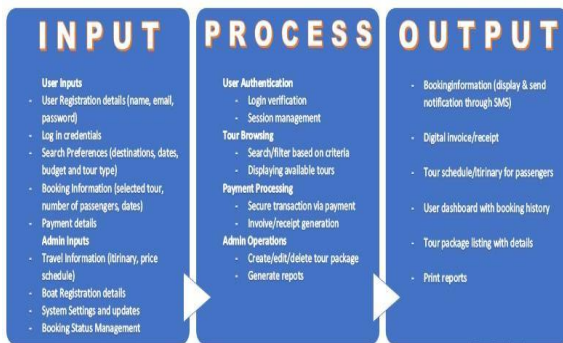 INPUT
User Inputs
- User Registration details (name, email,
password)
- Log in credentials
- Search Preferences (destinations, dates,
budget and tour type)
- Booking Information (selected tour,
number of passengers, dates)
- Payment details
Admin Inputs
- Travel Information (itirinary, price
schedule)
- Boat Registration details
- System Settings and updates
- Booking Status Management
PROCESS
User Authentication
- Login verification
- Session management
Tour Browsing
- Search/filter based on criteria
- Displaying available tours
Payment Processing
- Secure transaction via payment
- Involve/receipt generation
Admin Operations
- Create/edit/delete tour package
- Generate repots
OUTPUT
- Bookinginformation (display & send
notification through SMS)
- Digital invoice/receipt
- Tour schedule/Itirinary for passengers
- User dashboard with booking history
- Tour package listing with details
- Print reports